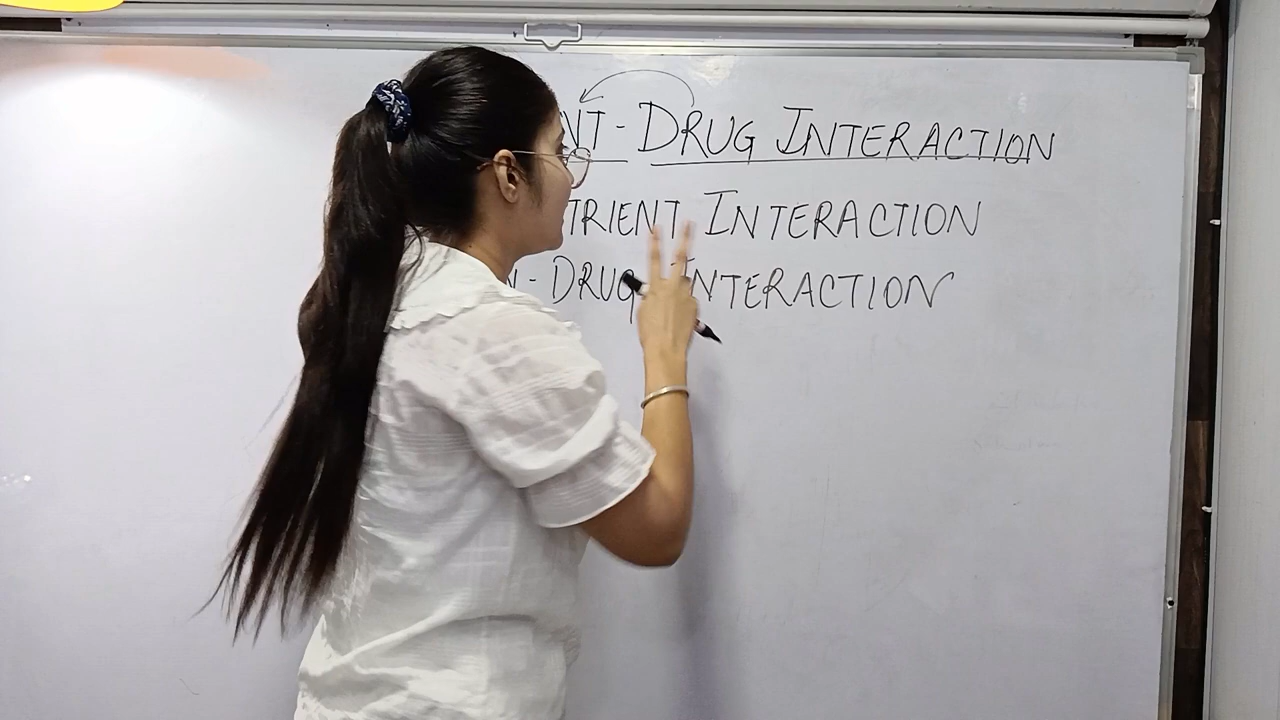 NT - DRUG INTERACTION
TRIENT INTERACTION
N - DRUG INTERACTION